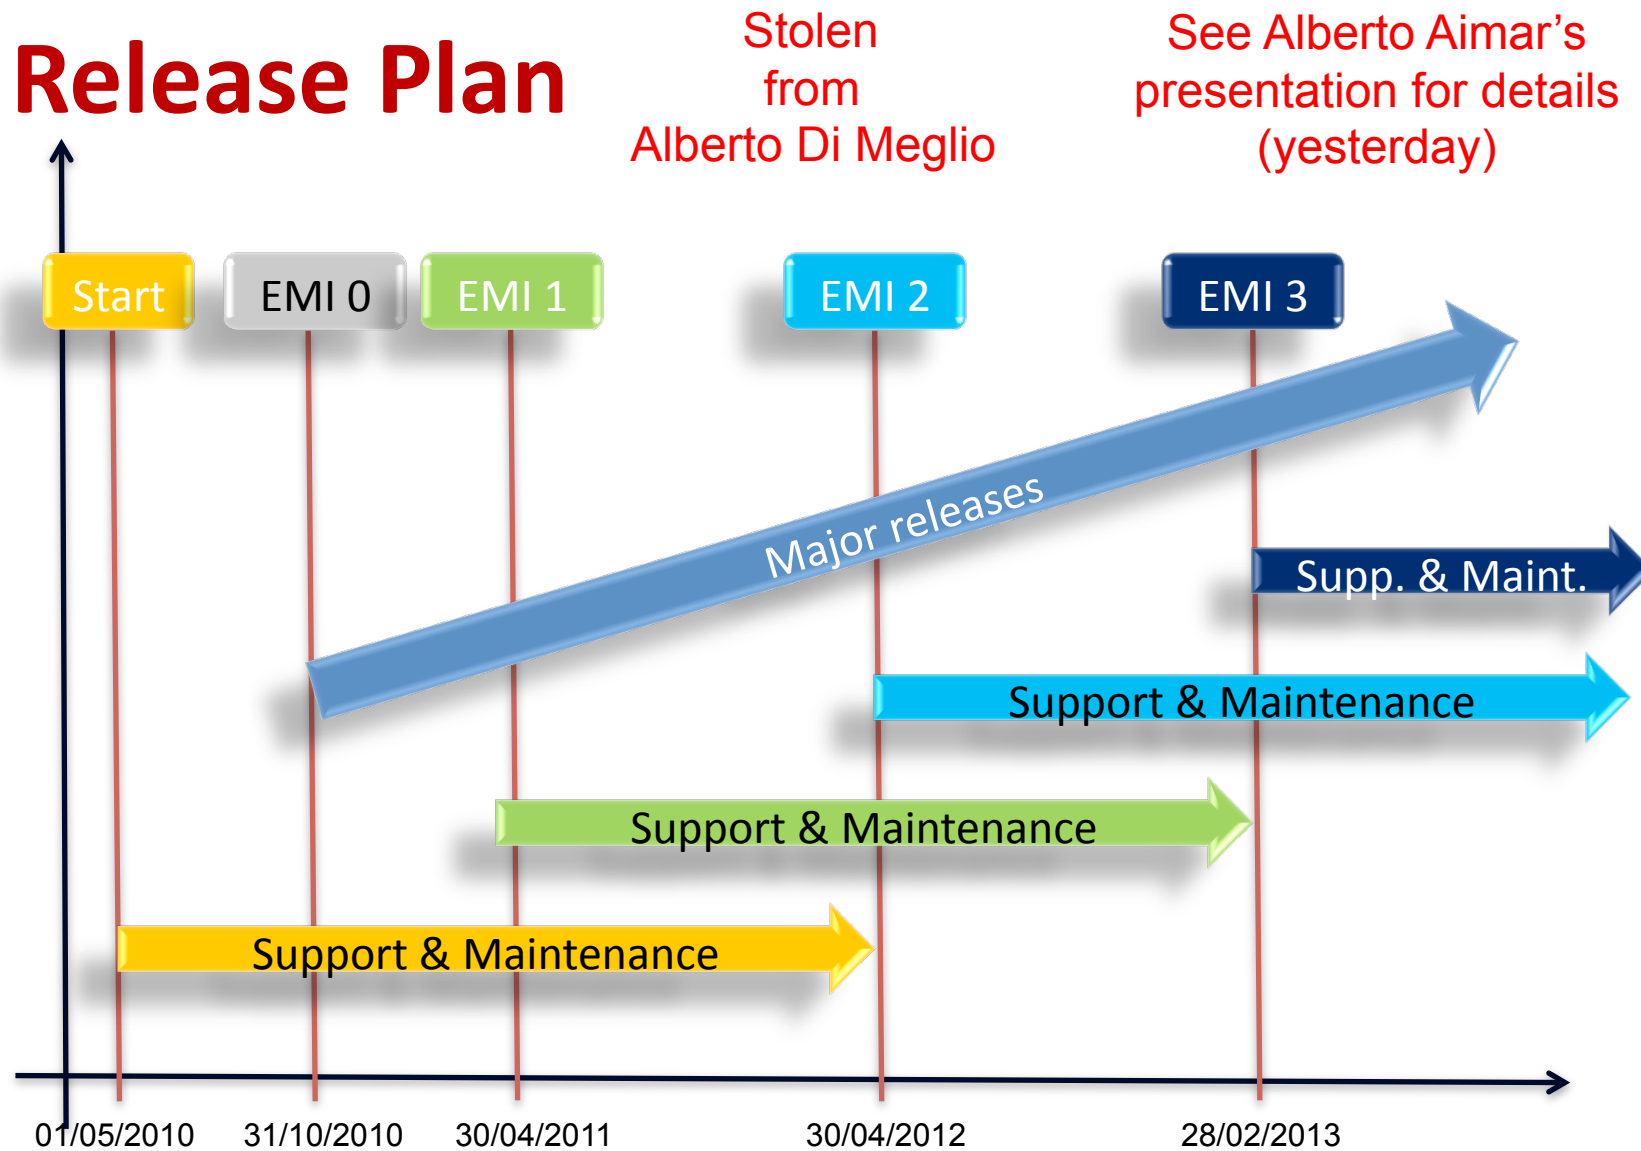 Release Plan
Stolen
from
Alberto Di Meglio
See Alberto Aimar’s
presentation for details
(yesterday)
Start
EMI 0
EMI 1
EMI 2
EMI 3
Major releases
Supp. & Maint.
Support & Maintenance
Support & Maintenance
Support & Maintenance
01/05/2010
31/10/2010
30/04/2011
30/04/2012
28/02/2013